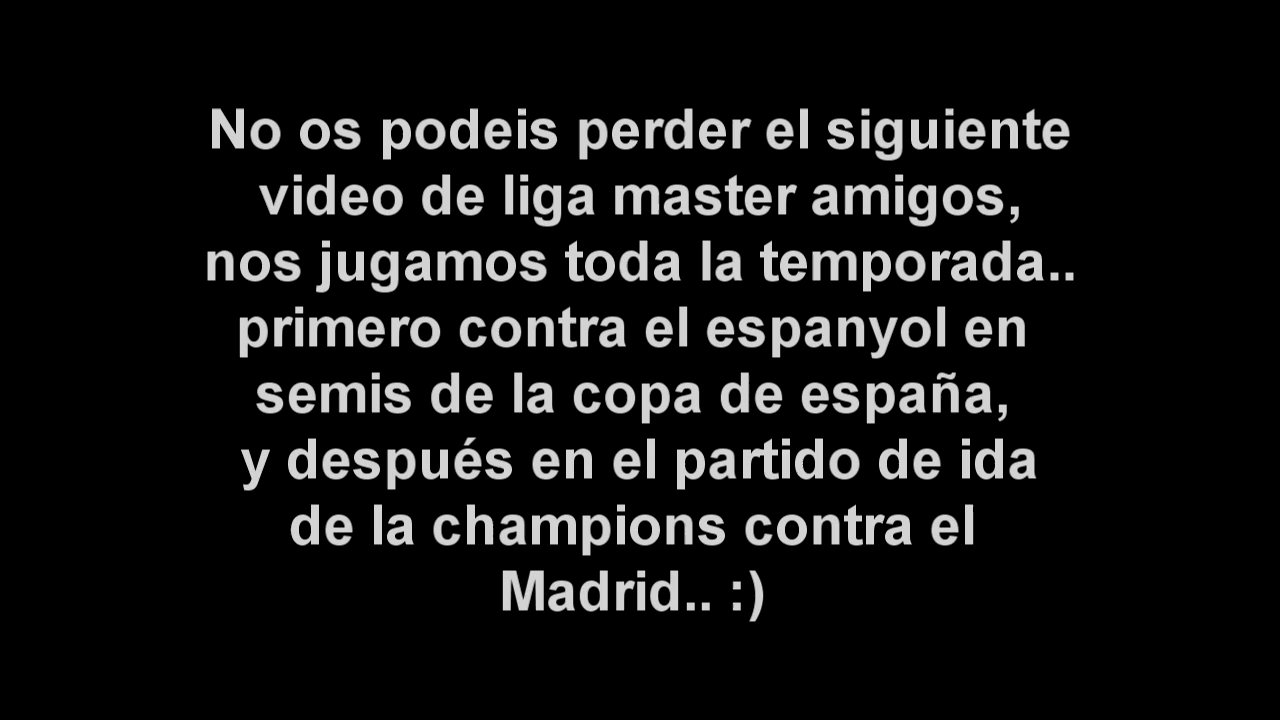 No os podeis perder el siguiente
video de liga master amigos,
nos jugamos toda la temporada..
primero contra el espanyol en
semis de la copa de españa,
y después en el partido de ida
de la champions contra el
Madrid.. :)